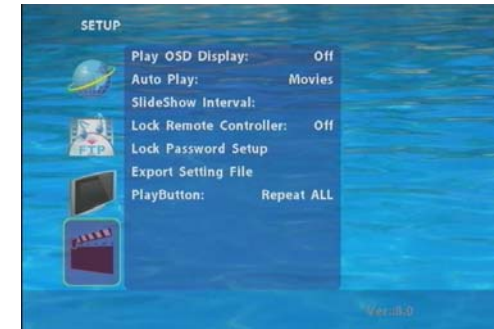 SETUP
Play OSD Display: Off
Auto Play: Movies
SlideShow Interval:
Lock Remote Controller: Off
FTP
Lock Password Setup
Export Setting File
PlayButton: Repeat ALL